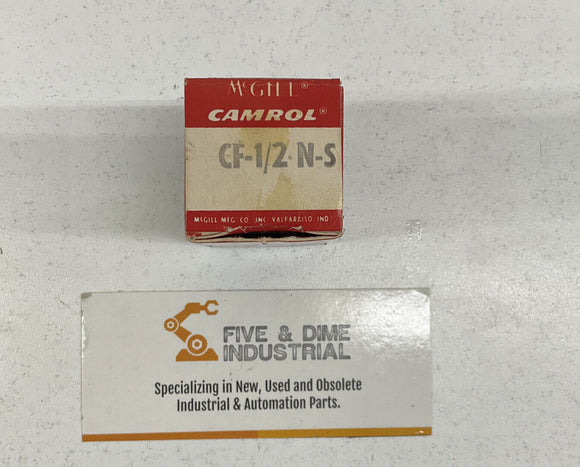 McGILL®
CAMROL®
CF-1/2 N-S
McGILL MFG CO INC VALPARAISO, IND
FIVE & DIME
INDUSTRIAL
Specializing in New, Used and Obsolete
Industrial & Automation Parts.